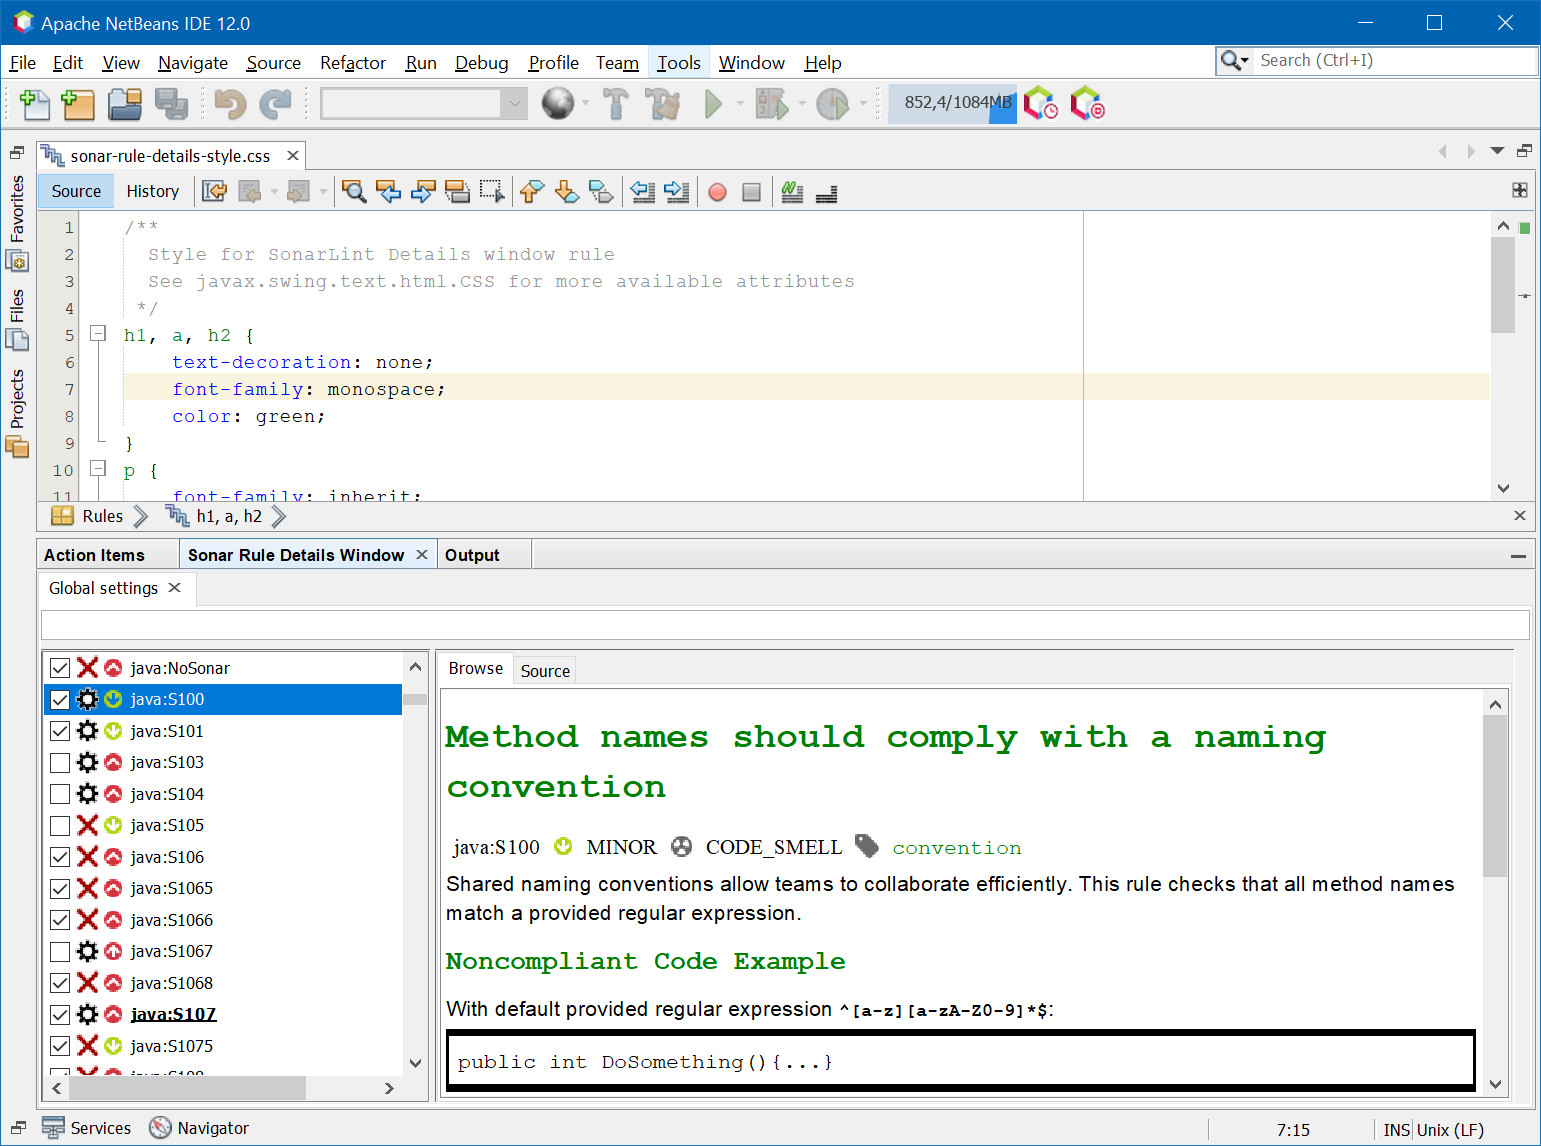 Apache NetBeans IDE 12.0
File Edit View Navigate Source Refactor Run Debug Profile Team Tools Window Help
Search (Ctrl+I)
852,4/1084MB
sonar-rule-details-style.css
Source History
Favorites
Files
Projects
1 /**
2 Style for SonarLint Details window rule
3 See javax.swing.text.html.CSS for more available attributes
4 */
5 h1, a, h2 {
6 text-decoration: none;
7 font-family: monospace;
8 color: green;
9 }
10 p {
11 font-family: inherit;
Rules h1, a, h2
Action Items Sonar Rule Details Window Output
Global settings
java:NoSonar
java:S100
java:S101
java:S103
java:S104
java:S105
java:S106
java:S1065
java:S1066
java:S1067
java:S1068
java:S107
java:S1075
java:S108
Browse Source
Method names should comply with a naming
convention
java:S100 MINOR CODE_SMELL convention
Shared naming conventions allow teams to collaborate efficiently. This rule checks that all method names
match a provided regular expression.
Noncompliant Code Example
With default provided regular expression ^[a-z][a-zA-Z0-9]*$:
public int DoSomething(){...}
Services Navigator
7:15 INS Unix (LF)